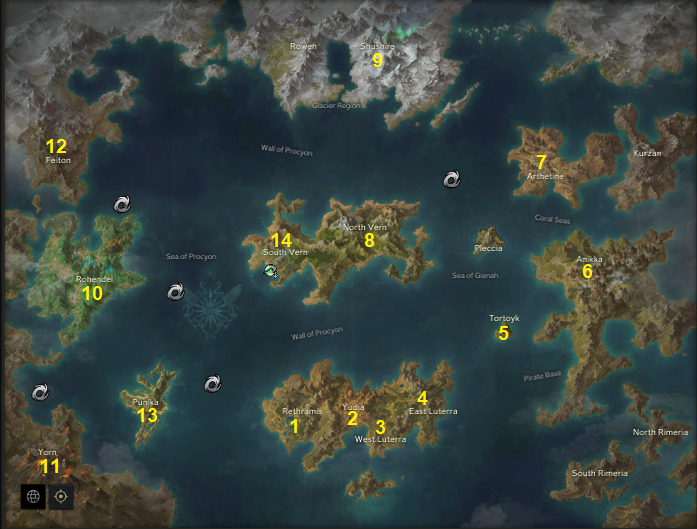 Rowen
Shushire
9
Glacier Region
12
Feiton
Wall of Procyon
7
Arthetine
Kurzan
Coral Seas
14
South Vern
North Vern
8
Pleccia
Sea of Procyon
Sea of Gienah
Anikka
6
Rohendel
10
Tortoyk
5
Wall of Procyon
Pirate Base
Punika
13
Rethramis
1
Yudia
2
3
West Luterra
4
East Luterra
North Rimeria
Yorn
11
South Rimeria